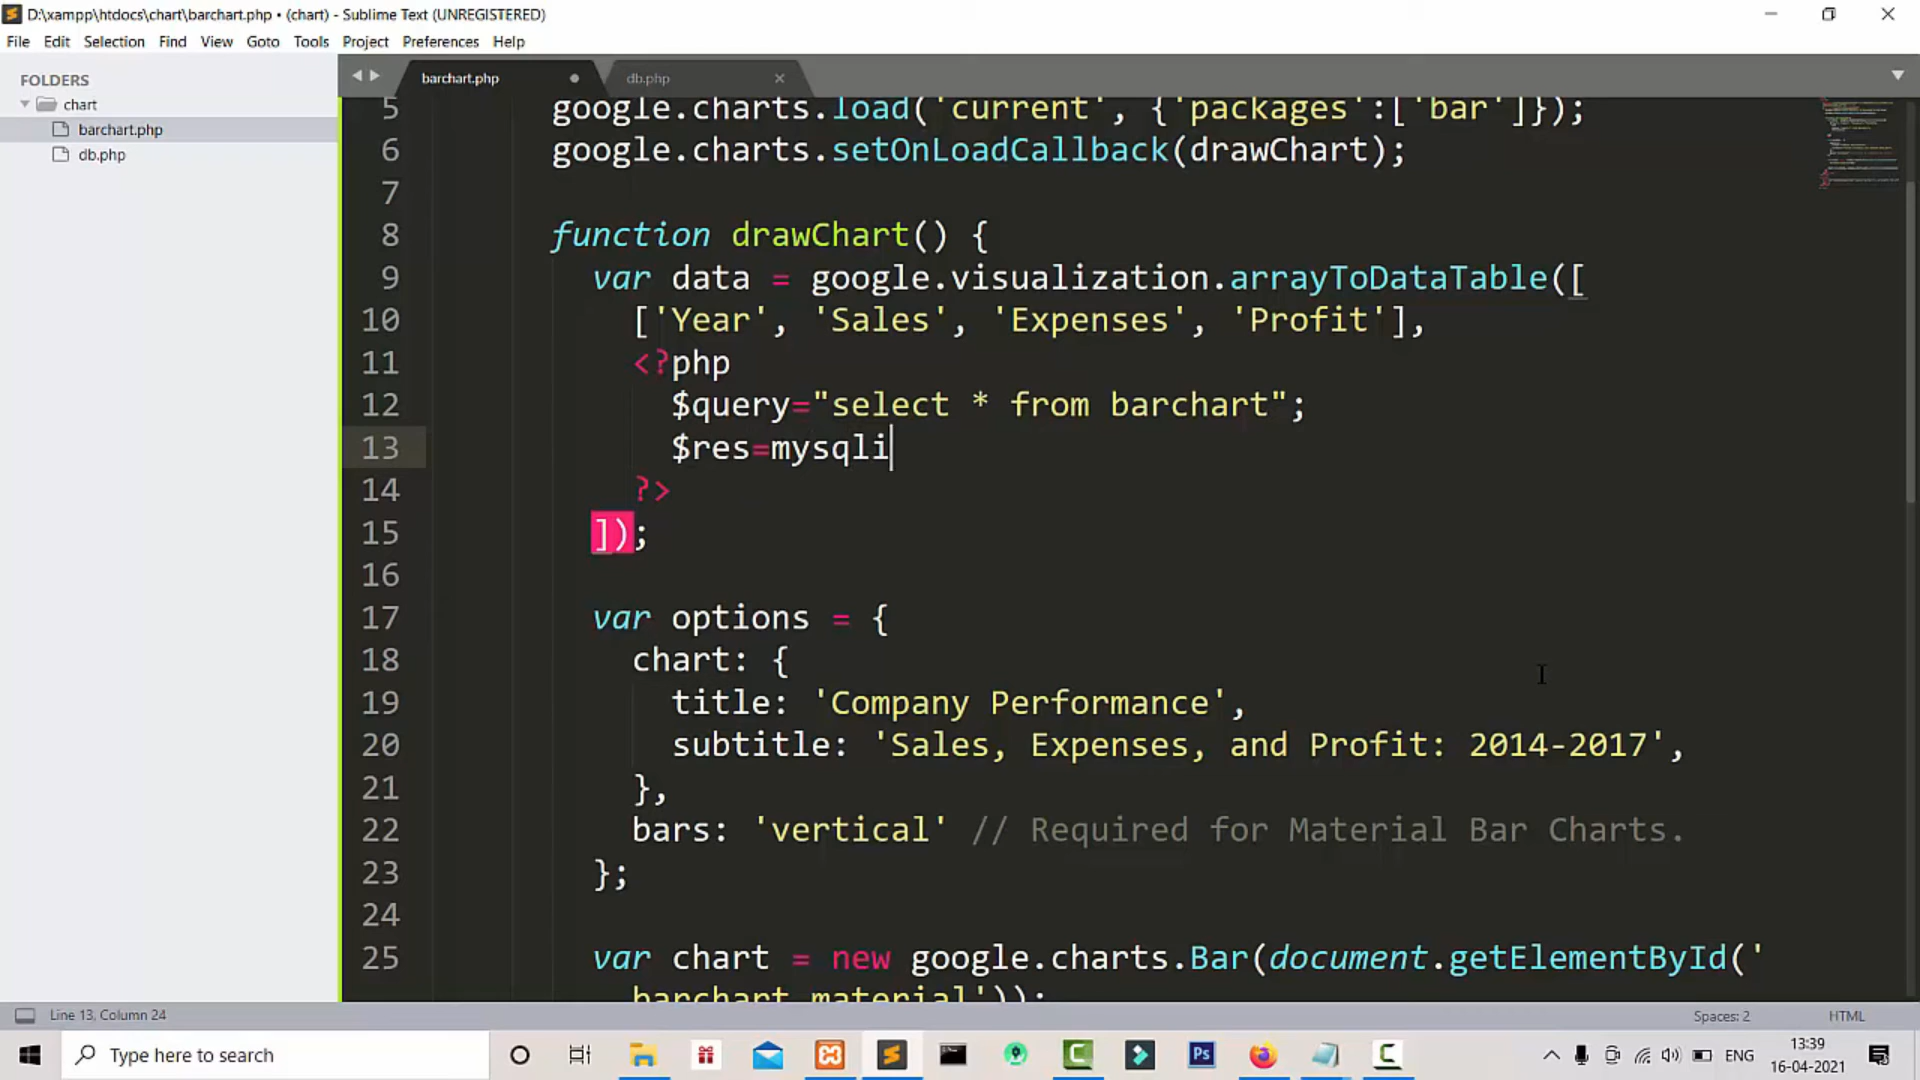 D:\xampp\htdocs\chart\barchart.php • (chart) - Sublime Text (UNREGISTERED)
File Edit Selection Find View Goto Tools Project Preferences Help
FOLDERS
chart
barchart.php
db.php
barchart.php
db.php
5 google.charts.load('current', {'packages':['bar']});
6 google.charts.setOnLoadCallback(drawChart);
7
8 function drawChart() {
9 var data = google.visualization.arrayToDataTable([
10 ['Year', 'Sales', 'Expenses', 'Profit'],
11 <?php
12 $query="select * from barchart";
13 $res=mysqli
14 ?>
15 ]);
16
17 var options = {
18 chart: {
19 title: 'Company Performance',
20 subtitle: 'Sales, Expenses, and Profit: 2014-2017',
21 },
22 bars: 'vertical' // Required for Material Bar Charts.
23 };
24
25 var chart = new google.charts.Bar(document.getElementById('
barchart_material'));
Line 13, Column 24
Spaces: 2
HTML
Type here to search
Ps
ENG
13:39
16-04-2021